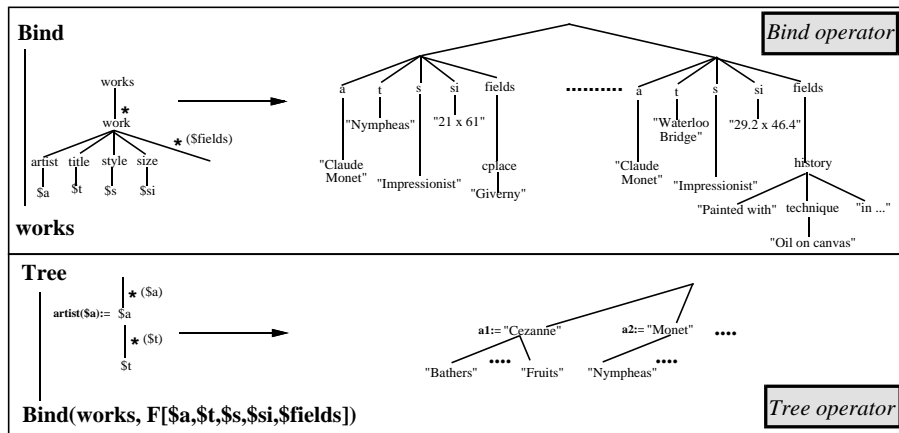 Bind
Bind operator
works
*
work
* ($fields)
artist title style size
$a $t $s $si
works
a t s si fields
"Nympheas" "21 x 61"
"Claude
Monet"
"Impressionist"
cplace
"Giverny"
..........
a t s si fields
"Waterloo
Bridge"
"29.2 x 46.4"
"Claude
Monet"
"Impressionist"
history
"Painted with" technique "in ..."
"Oil on canvas"
Tree
* ($a)
artist($a):= $a
* ($t)
$t
a1:= "Cezanne" a2:= "Monet" ....
"Bathers" .... "Fruits" "Nympheas" ....
Bind(works, F[$a,$t,$s,$si,$fields])
Tree operator